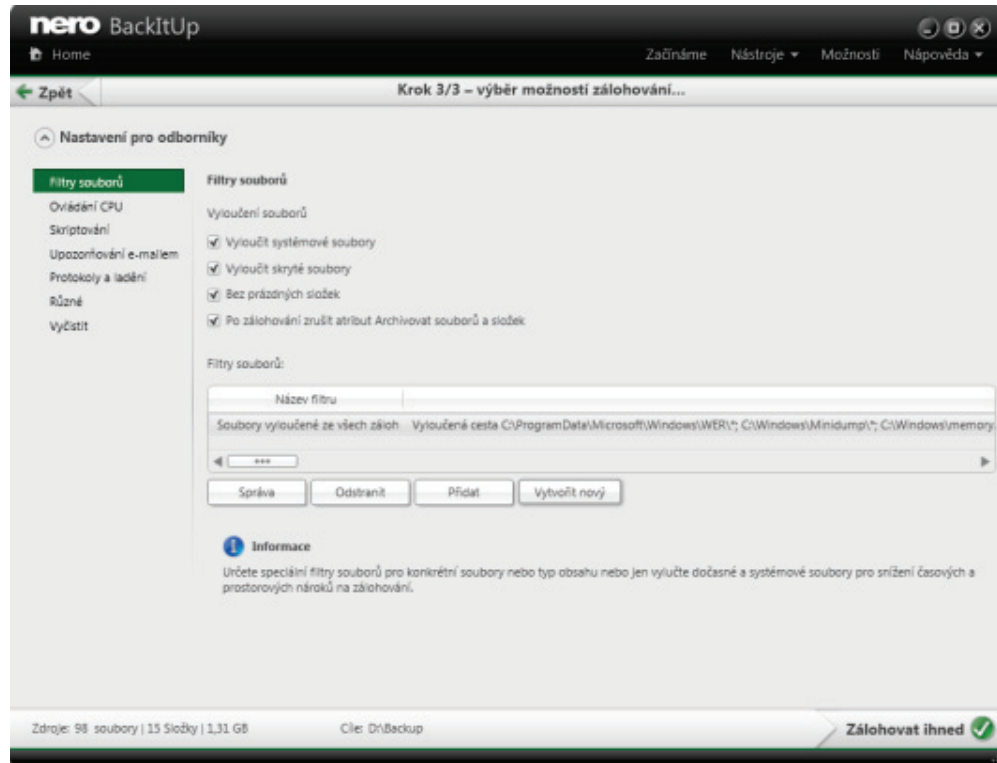 nero BackItUp
Home Začínáme Nástroje Možnosti Nápověda
Zpět Krok 3/3 – výběr možností zálohování...
Nastavení pro odborníky
Filtry souborů
Ovládání CPU
Skriptování
Upozorňování e-mailem
Protokoly a ladění
Různé
Vyčistit
Filtry souborů
Vyloučení souborů
Vyloučit systémové soubory
Vyloučit skryté soubory
Bez prázdných složek
Po zálohování zrušit atribut Archivovat souborů a složek
Filtry souborů:
Název filtru
Soubory vyloučené ze všech záloh Vyloučená cesta C:\ProgramData\Microsoft\Windows\WER\*; C:\Windows\Minidump\*; C:\Windows\memory.
Správa Odstranit Přidat Vytvořit nový
Informace
Určete speciální filtry souborů pro konkrétní soubory nebo typ obsahu nebo jen vylučte dočasné a systémové soubory pro snížení časových a
prostorových nároků na zálohování.
Zdroje: 98 soubory | 15 Složky | 1,31 GB Cíle: D:\Backup Zálohovat ihned